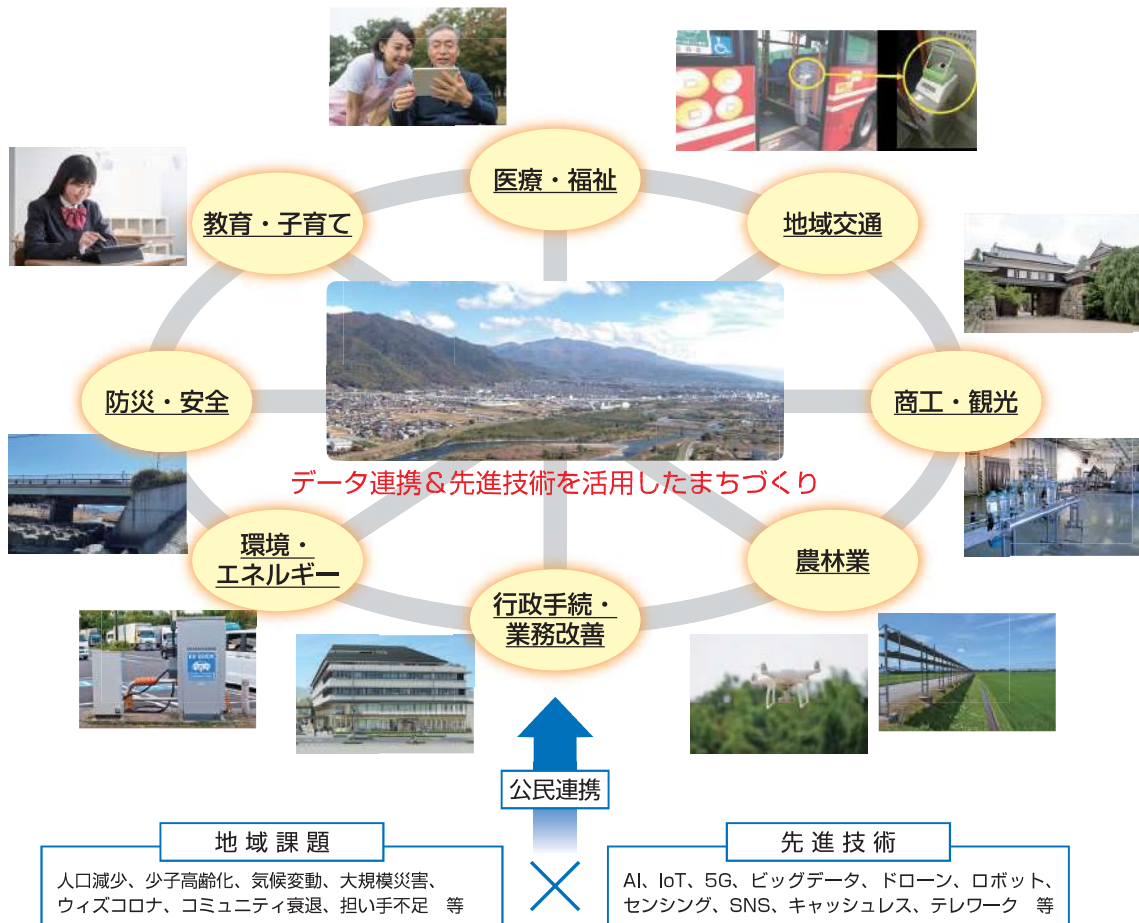 医療・福祉
教育・子育て
地域交通
防災・安全
商工・観光
データ連携＆先進技術を活用したまちづくり
環境・
エネルギー
農林業
行政手続・
業務改善
公民連携
地域課題
人口減少、少子高齢化、気候変動、大規模災害、
ウィズコロナ、コミュニティ衰退、担い手不足　等
先進技術
AI、IoT、5G、ビッグデータ、ドローン、ロボット、
センシング、SNS、キャッシュレス、テレワーク　等